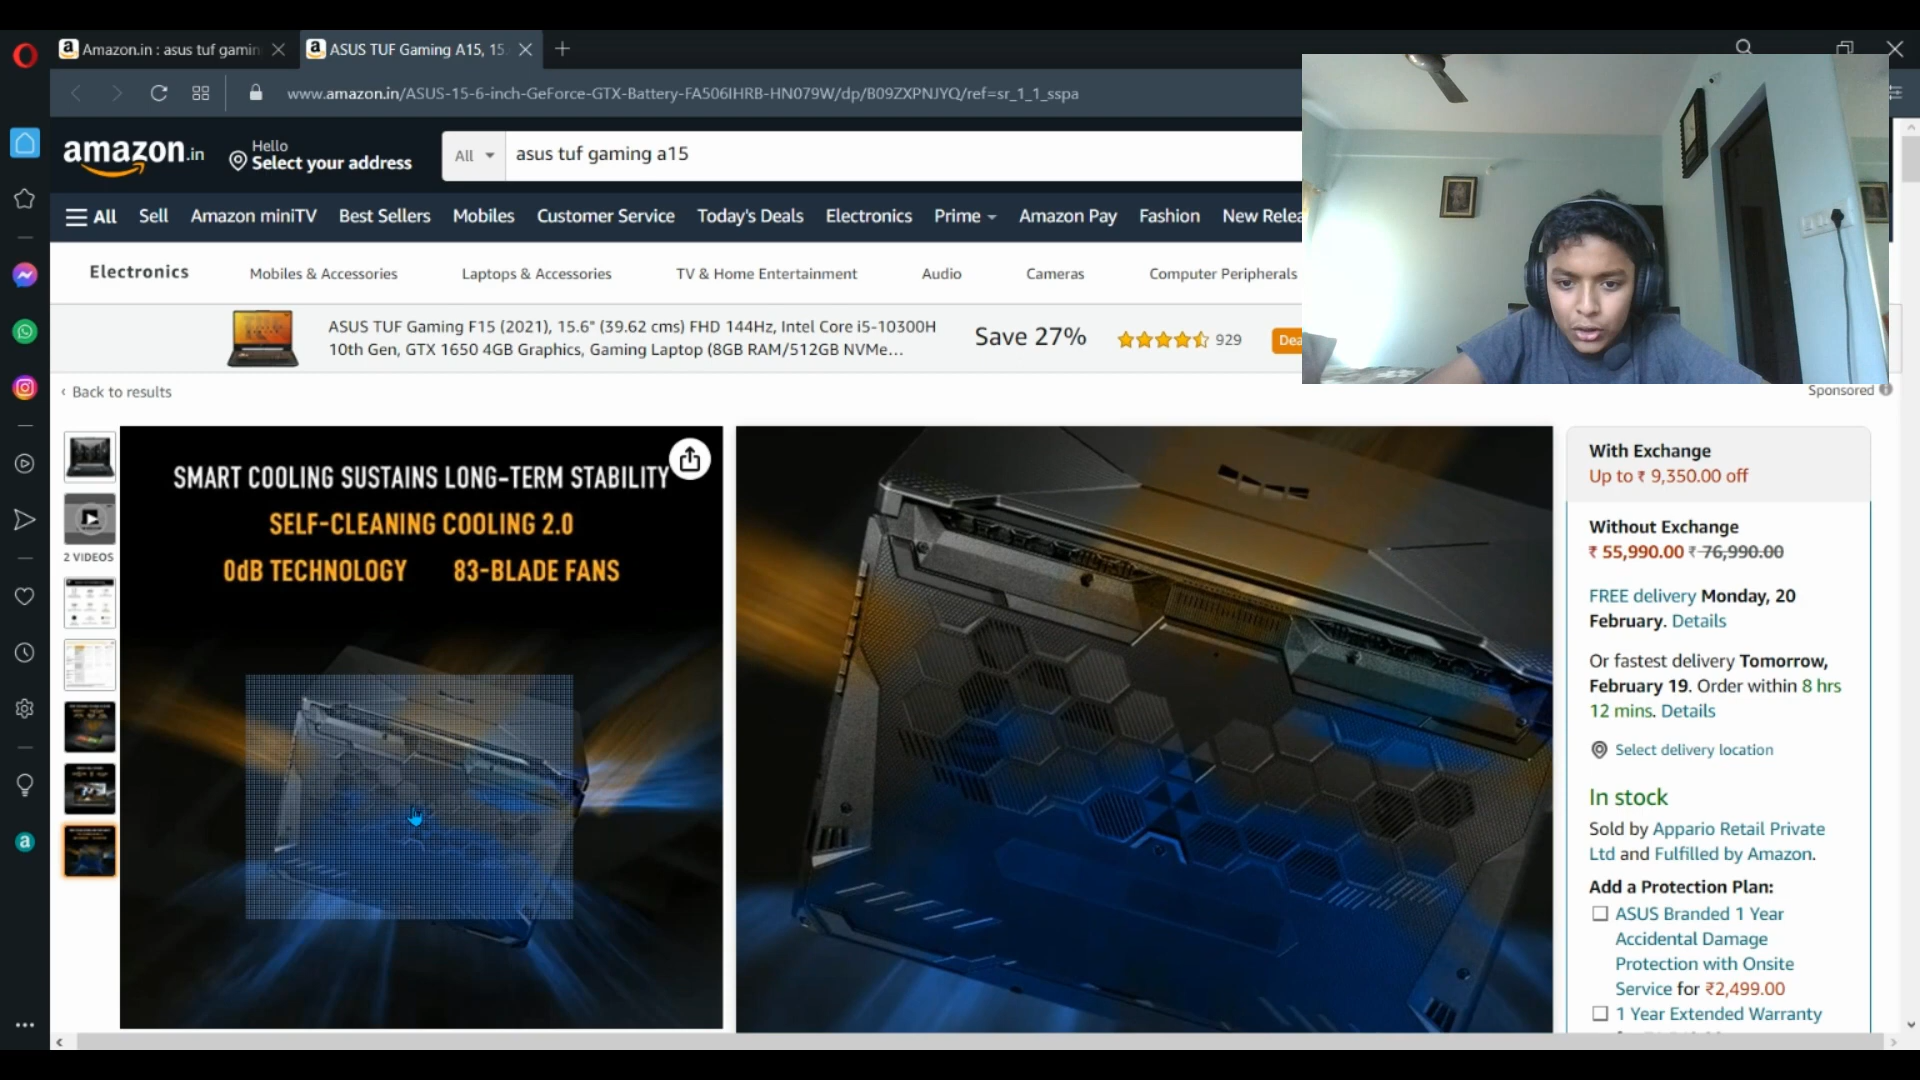 Amazon.in : asus tuf gamin
ASUS TUF Gaming A15, 15.
www.amazon.in/ASUS-15-6-inch-GeForce-GTX-Battery-FA506IHRB-HN079W/dp/B09ZXPNJYQ/ref=sr_1_1_sspa
amazon.in
Hello
Select your address
All
asus tuf gaming a15
All Sell Amazon miniTV Best Sellers Mobiles Customer Service Today's Deals Electronics Prime Amazon Pay Fashion New Relea
Electronics Mobiles & Accessories Laptops & Accessories TV & Home Entertainment Audio Cameras Computer Peripherals
ASUS TUF Gaming F15 (2021), 15.6" (39.62 cms) FHD 144Hz, Intel Core i5-10300H
10th Gen, GTX 1650 4GB Graphics, Gaming Laptop (8GB RAM/512GB NVMe...
Save 27%
929
Dea
Sponsored
‹ Back to results
2 VIDEOS
SMART COOLING SUSTAINS LONG-TERM STABILITY
SELF-CLEANING COOLING 2.0
0dB TECHNOLOGY 83-BLADE FANS
With Exchange
Up to ₹ 9,350.00 off
Without Exchange
₹ 55,990.00 ₹ 76,990.00
FREE delivery Monday, 20
February. Details
Or fastest delivery Tomorrow,
February 19. Order within 8 hrs
12 mins. Details
Select delivery location
In stock
Sold by Appario Retail Private
Ltd and Fulfilled by Amazon.
Add a Protection Plan:
ASUS Branded 1 Year
Accidental Damage
Protection with Onsite
Service for ₹2,499.00
1 Year Extended Warranty